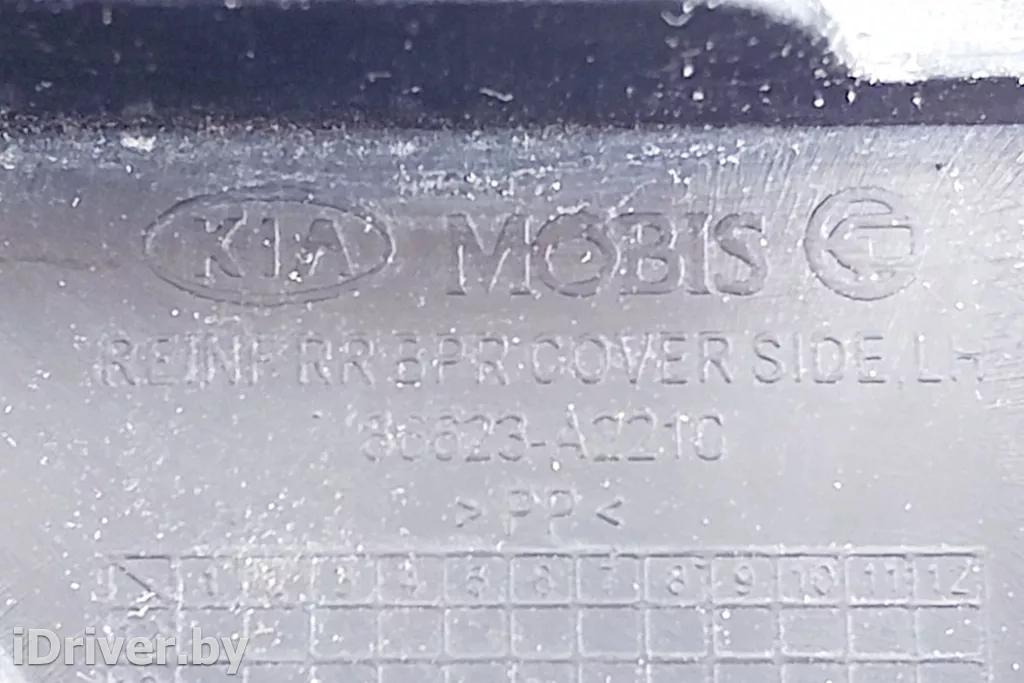 KIA MOBIS
REINF RR BPR COVER SIDE, LH
86623-A2210
>PP<
1 2 3 4 5 6 7 8 9 10 11 12
iDriver.by